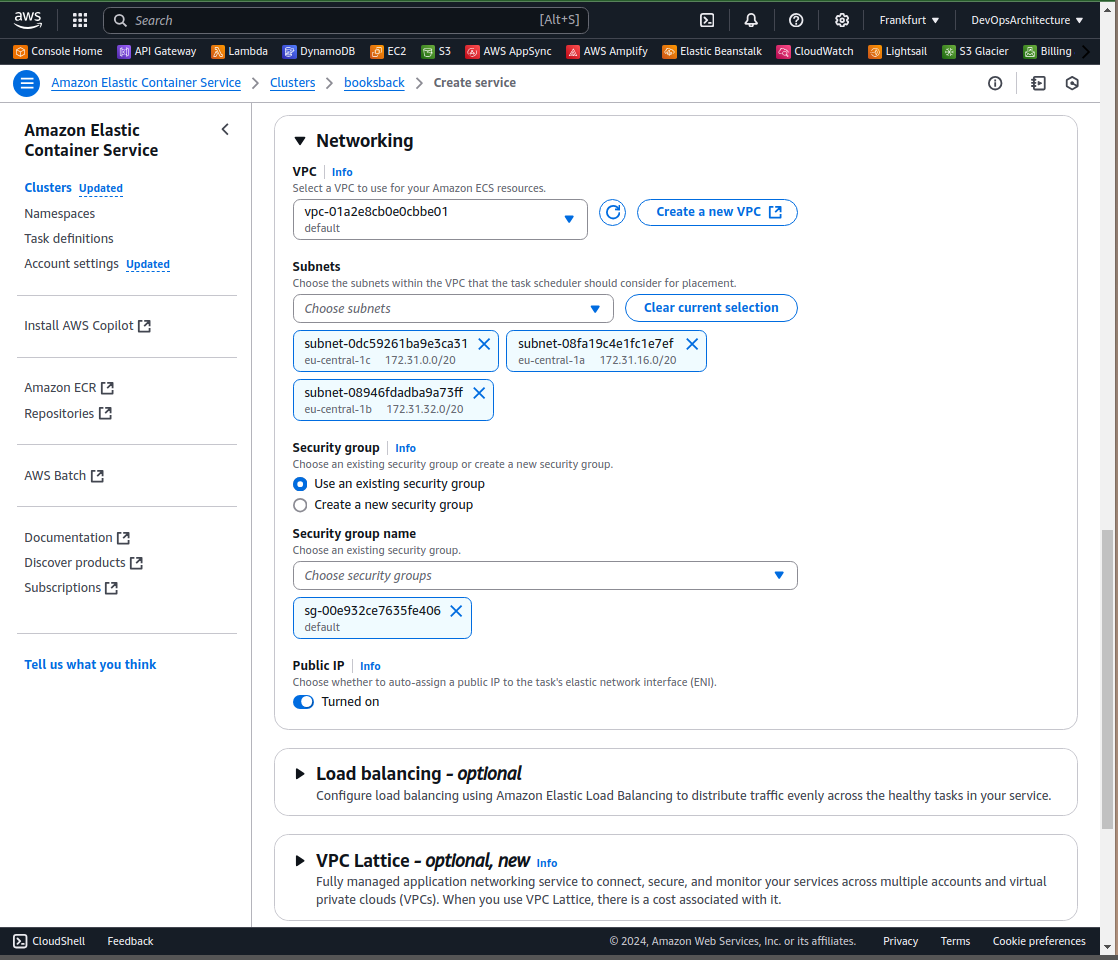 aws
Search [Alt+S]
Frankfurt DevOpsArchitecture
Console Home API Gateway Lambda DynamoDB EC2 S3 AWS AppSync AWS Amplify Elastic Beanstalk CloudWatch Lightsail S3 Glacier Billing
Amazon Elastic Container Service Clusters booksback Create service
Amazon Elastic
Container Service
Clusters Updated
Namespaces
Task definitions
Account settings Updated
Install AWS Copilot
Amazon ECR
Repositories
AWS Batch
Documentation
Discover products
Subscriptions
Tell us what you think
Networking
VPC Info
Select a VPC to use for your Amazon ECS resources.
vpc-01a2e8cb0e0cbbe01
default
Create a new VPC
Subnets
Choose the subnets within the VPC that the task scheduler should consider for placement.
Choose subnets
Clear current selection
subnet-0dc59261ba9e3ca31
eu-central-1c 172.31.0.0/20
subnet-08fa19c4e1fc1e7ef
eu-central-1a 172.31.16.0/20
subnet-08946fdadba9a73ff
eu-central-1b 172.31.32.0/20
Security group Info
Choose an existing security group or create a new security group.
Use an existing security group
Create a new security group
Security group name
Choose an existing security group.
Choose security groups
sg-00e932ce7635fe406
default
Public IP Info
Choose whether to auto-assign a public IP to the task's elastic network interface (ENI).
Turned on
Load balancing - optional
Configure load balancing using Amazon Elastic Load Balancing to distribute traffic evenly across the healthy tasks in your service.
VPC Lattice - optional, new Info
Fully managed application networking service to connect, secure, and monitor your services across multiple accounts and virtual
private clouds (VPCs). When you use VPC Lattice, there is a cost associated with it.
CloudShell Feedback © 2024, Amazon Web Services, Inc. or its affiliates. Privacy Terms Cookie preferences